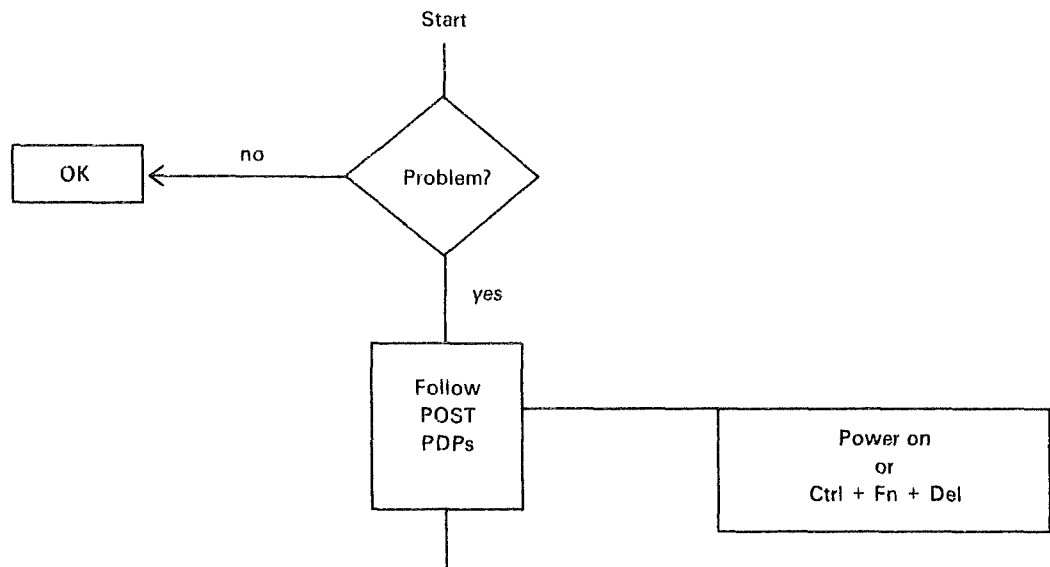 Start
no
OK
Problem?
yes
Follow
POST
PDPs
Power on
or
Ctrl + Fn + Del